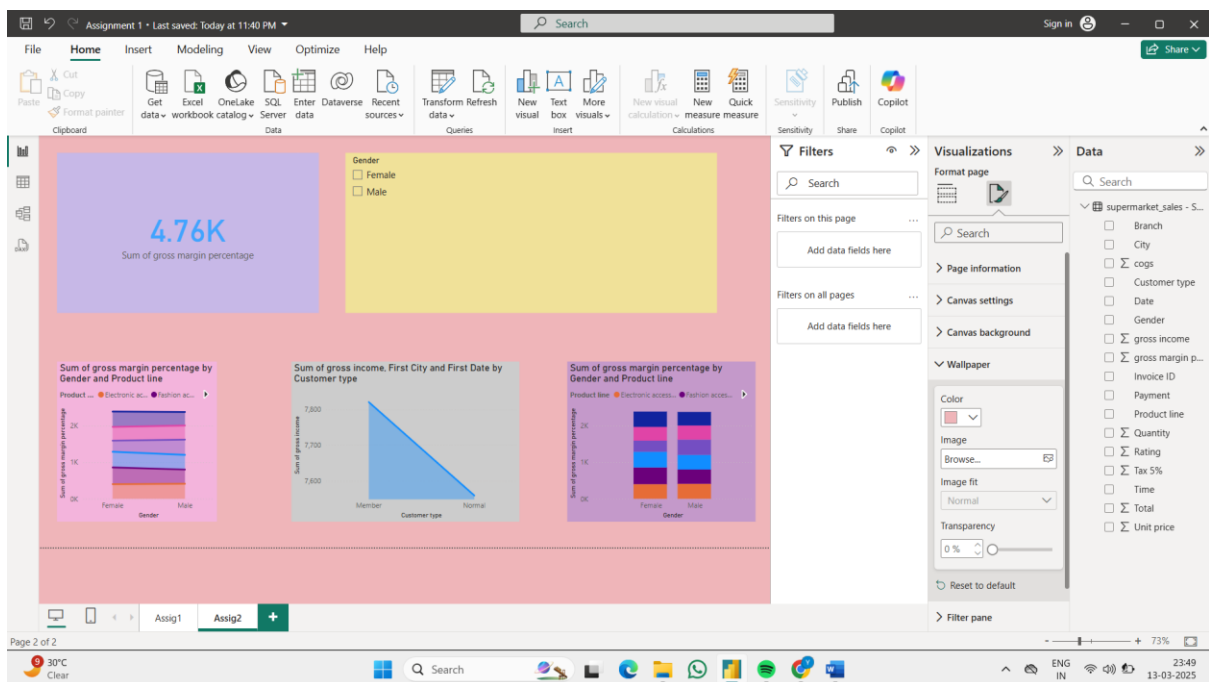 Assignment 1 • Last saved: Today at 11:40 PM
Search
Sign in
File Home Insert Modeling View Optimize Help
Share
Paste
Cut
Copy
Format painter
Clipboard
Get data
Excel workbook
OneLake catalog
SQL Server
Enter data
Dataverse
Recent sources
Data
Transform data
Refresh
Queries
New visual
Text box
More visuals
Insert
New visual calculation
New measure
Quick measure
Calculations
Sensitivity
Sensitivity
Publish
Share
Copilot
Copilot
4.76K
Sum of gross margin percentage
Gender
Female
Male
Sum of gross margin percentage by
Gender and Product line
Product ... Electronic ac... Fashion ac...
Sum of gross margin percentage
2K
1K
0K
Female Male
Gender
Sum of gross income, First City and First Date by
Customer type
Sum of gross income
7,800
7,700
7,600
Member Normal
Customer type
Sum of gross margin percentage by
Gender and Product line
Product line Electronic access... Fashion acces...
Sum of gross margin percentage
2K
1K
0K
Female Male
Gender
Filters
Search
Filters on this page ...
Add data fields here
Filters on all pages ...
Add data fields here
Visualizations
Format page
Search
Page information
Canvas settings
Canvas background
Wallpaper
Color
Image
Browse...
Image fit
Normal
Transparency
0 %
Reset to default
Filter pane
Data
Search
supermarket_sales - S...
Branch
City
Σ cogs
Customer type
Date
Gender
Σ gross income
Σ gross margin p...
Invoice ID
Payment
Product line
Σ Quantity
Σ Rating
Σ Tax 5%
Time
Σ Total
Σ Unit price
Assig1 Assig2 +
Page 2 of 2
- + 73%
9
30°C
Clear
Search
ENG
IN
23:49
13-03-2025